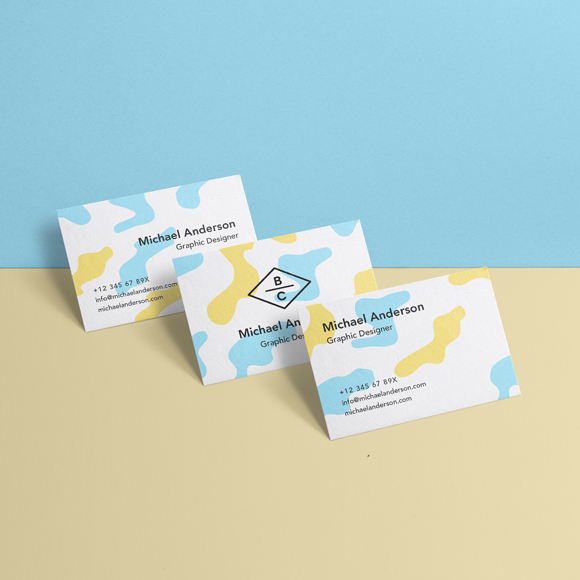 Michael Anderson
Graphic Designer
+12 345 67 89X
info@michaelanderson.com
michaelanderson.com
B
C
Michael An
Graphic
Michael Anderson
Graphic Designer
+12 345 67 89X
info@michaelanderson.com
michaelanderson.com